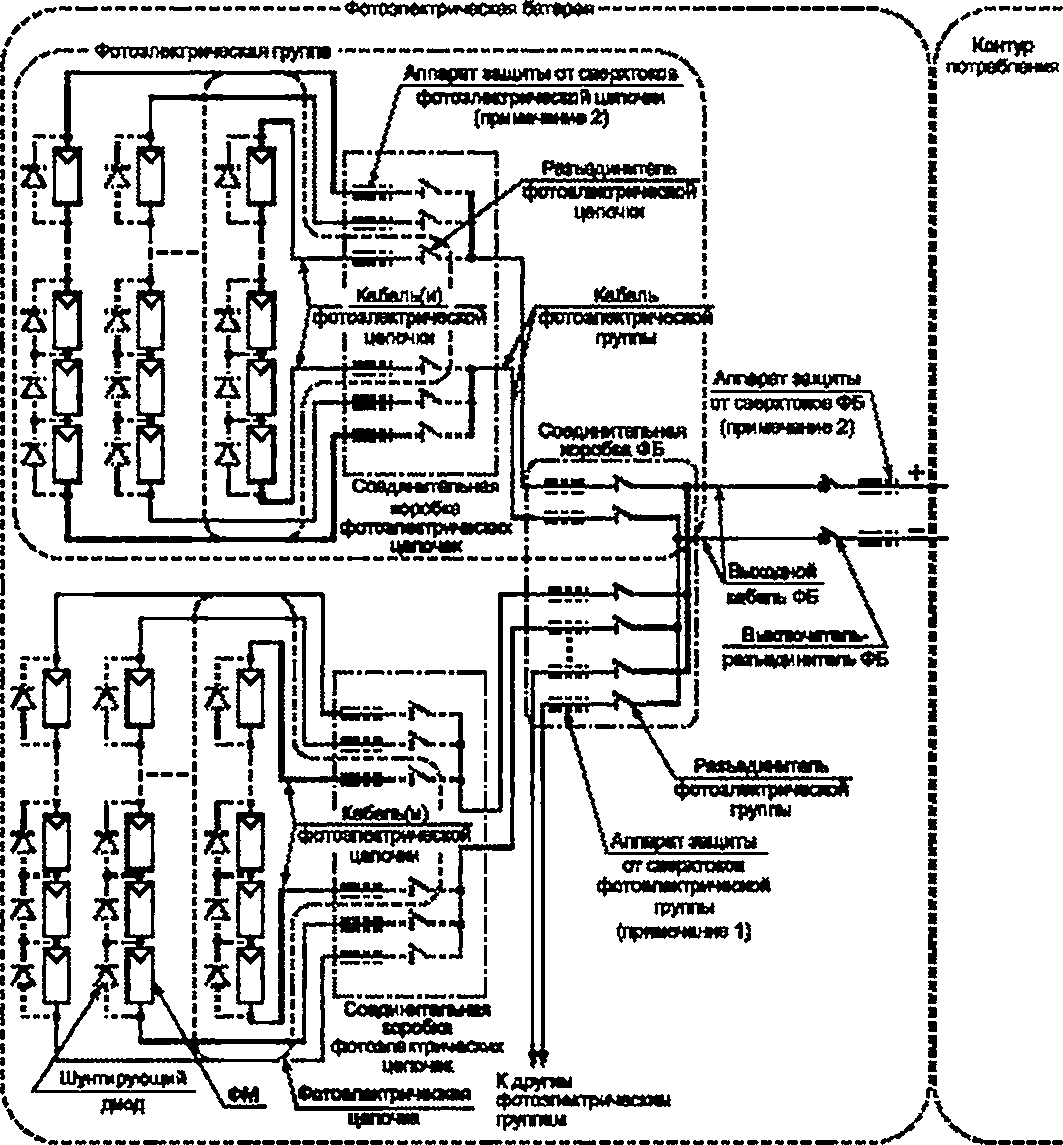 Фотоэлектрическая батарея
Контур
потребления
Фотоэлектрическая группа
Аппарат защиты от сверхтоков
фотоэлектрической цепочки
(примечание 2)
Разъединитель
фотоэлектрической
цепочки
Кабель(и)
фотоэлектрической
цепочки
Кабель
фотоэлектрической
группы
Аппарат защиты
от сверхтоков ФБ
(примечание 2)
Соединительная
коробка ФБ
+
−
Соединительная
коробка
фотоэлектрических
цепочек
Выходной
кабель ФБ
Выключатель-
разъединитель ФБ
Разъединитель
фотоэлектрической
группы
Кабель(и)
фотоэлектрической
цепочки
Аппарат защиты
от сверхтоков
фотоэлектрической
группы
(примечание 1)
Соединительная
коробка
фотоэлектрических
цепочек
Шунтирующий
диод
ФМ
Фотоэлектрическая
цепочка
К другим
фотоэлектрическим
группам